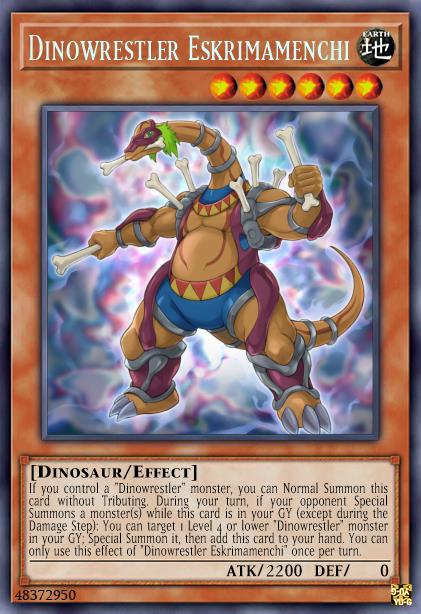 DINOWRESTLER ESKRIMAMENCHI
EARTH
地
[DINOSAUR/EFFECT]
If you control a "Dinowrestler" monster, you can Normal Summon this
card without Tributing. During your turn, if your opponent Special
Summons a monster(s) while this card is in your GY (except during the
Damage Step): You can target 1 Level 4 or lower "Dinowrestler" monster
in your GY; Special Summon it, then add this card to your hand. You can
only use this effect of "Dinowrestler Eskrimamenchi" once per turn.
ATK/2200 DEF/ 0
48372950